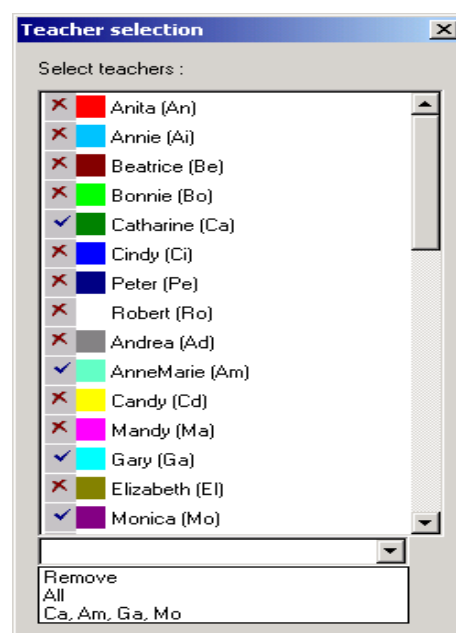 Teacher selection
Select teachers :
Anita (An)
Annie (Ai)
Beatrice (Be)
Bonnie (Bo)
Catharine (Ca)
Cindy (Ci)
Peter (Pe)
Robert (Ro)
Andrea (Ad)
AnneMarie (Am)
Candy (Cd)
Mandy (Ma)
Gary (Ga)
Elizabeth (El)
Monica (Mo)
Remove
All
Ca, Am, Ga, Mo